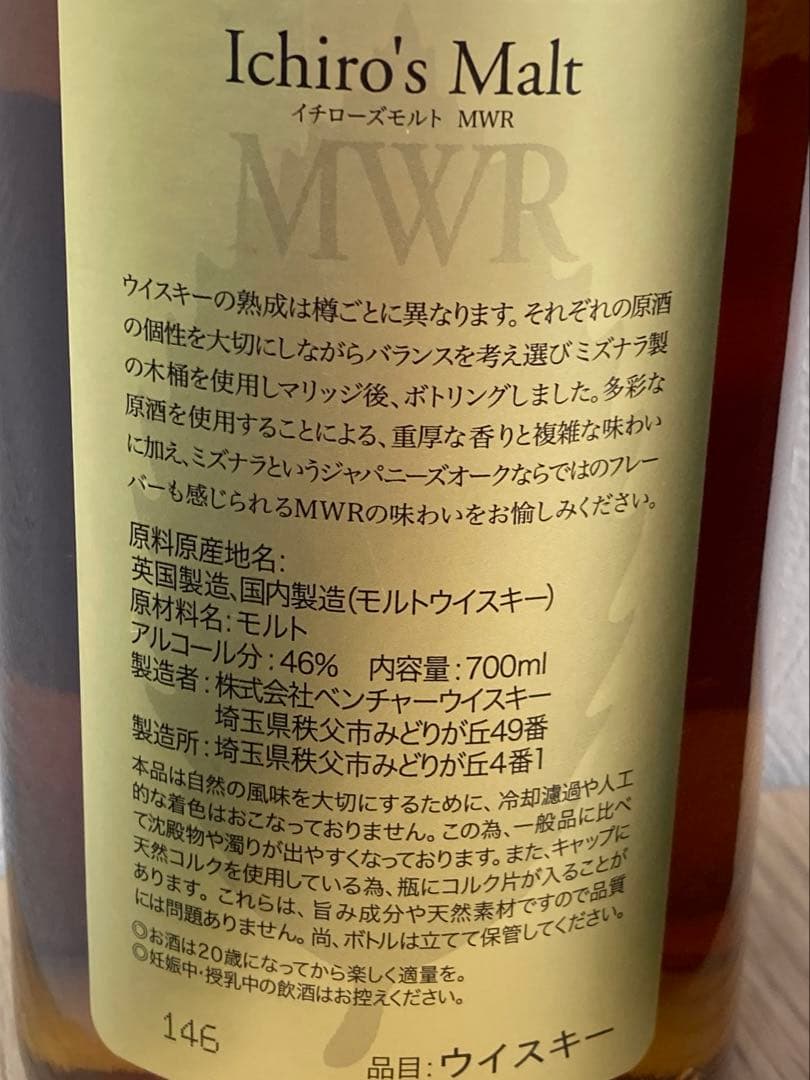 Ichiro's Malt
イチローズモルト MWR
MWR
ウイスキーの熟成は樽ごとに異なります。それぞれの原酒
の個性を大切にしながらバランスを考え選びミズナラ製
の木桶を使用しマリッジ後、ボトリングしました。多彩な
原酒を使用することによる、重厚な香りと複雑な味わい
に加え、ミズナラというジャパニーズオークならではのフレー
バーも感じられるMWRの味わいをお愉しみください。
原料原産地名:
英国製造、国内製造(モルトウイスキー)
原材料名:モルト
アルコール分:46% 内容量:700ml
製造者:株式会社ベンチャーウイスキー
埼玉県秩父市みどりが丘49番
製造所:埼玉県秩父市みどりが丘4番1
本品は自然の風味を大切にするために、冷却濾過や人工
的な着色はおこなっておりません。この為、一般品に比べ
て沈殿物や濁りが出やすくなっております。また、キャップに
天然コルクを使用している為、瓶にコルク片が入ることが
あります。これらは、旨み成分や天然素材ですので品質
には問題ありません。尚、ボトルは立てて保管してください。
◎お酒は20歳になってから楽しく適量を。
◎妊娠中・授乳中の飲酒はお控えください。
146
品目:ウイスキー